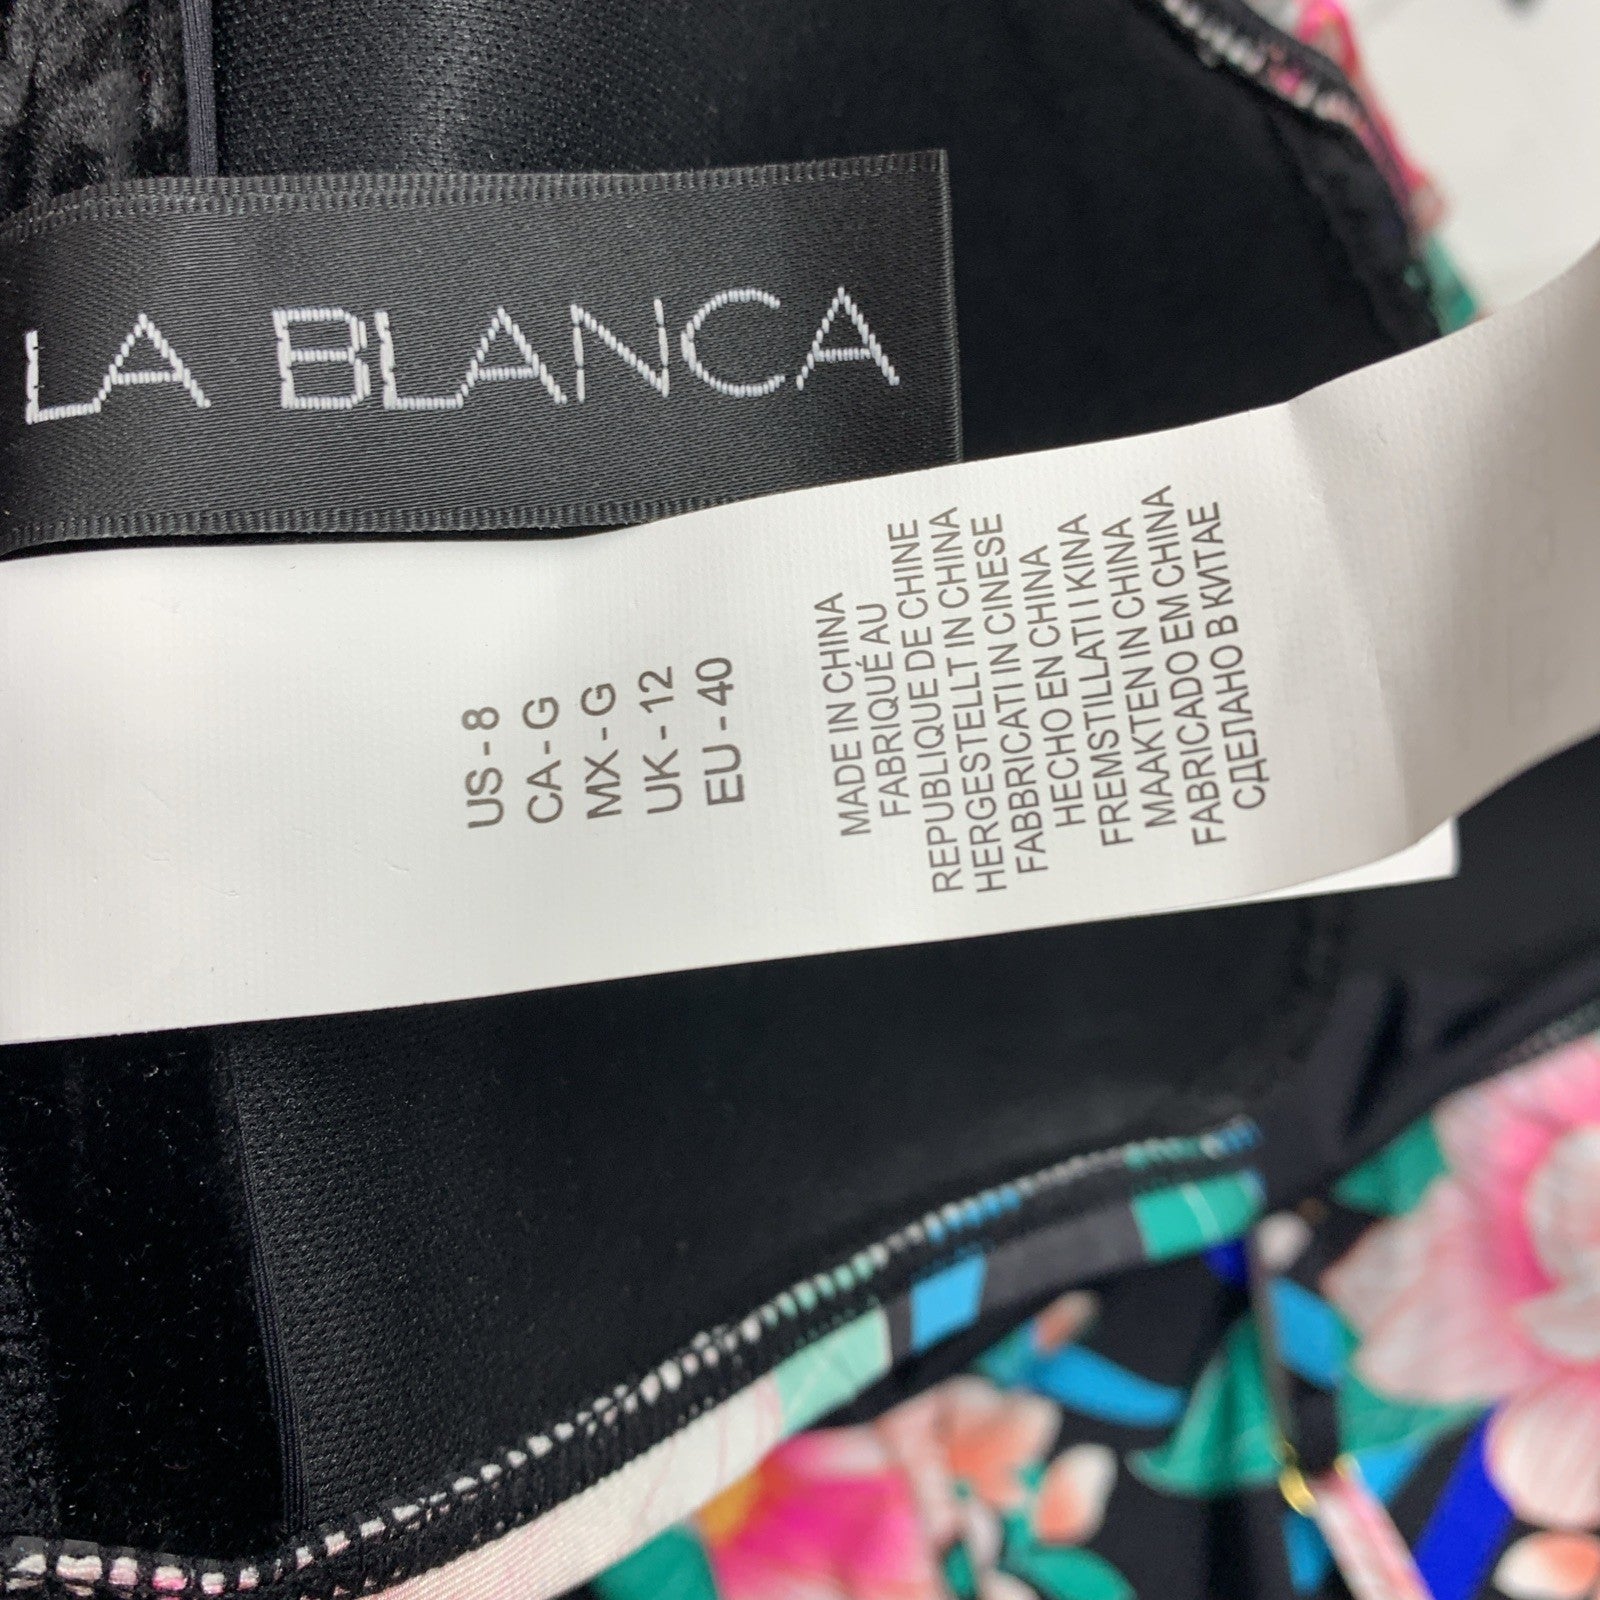 LA BLANCA
US - 8
CA - G
MX - G
UK - 12
EU - 40
MADE IN CHINA
FABRIQUÉ AU
REPUBLIQUE DE CHINE
HERGESTELLT IN CHINA
FABBRICATI IN CINESE
HECHO EN CHINA
FREMSTILLATI I KINA
MAAKTEN IN CHINA
FABRICADO EM CHINA
СДЕЛАНО В КИТАЕ